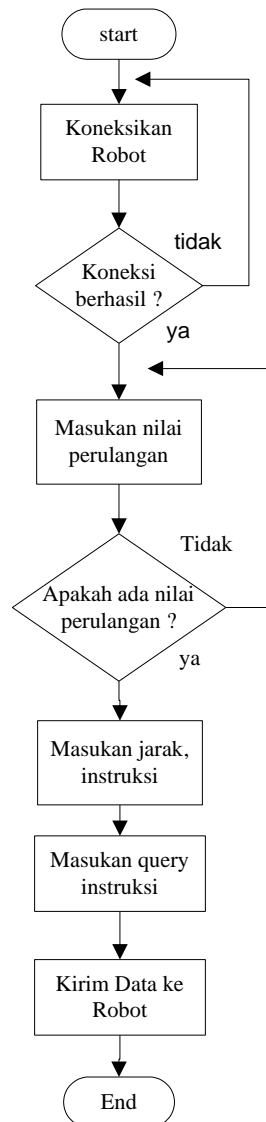 start
Koneksikan
Robot
tidak
Koneksi
berhasil ?
ya
Masukan nilai
perulangan
Tidak
Apakah ada nilai
perulangan ?
ya
Masukan jarak,
instruksi
Masukan query
instruksi
Kirim Data ke
Robot
End